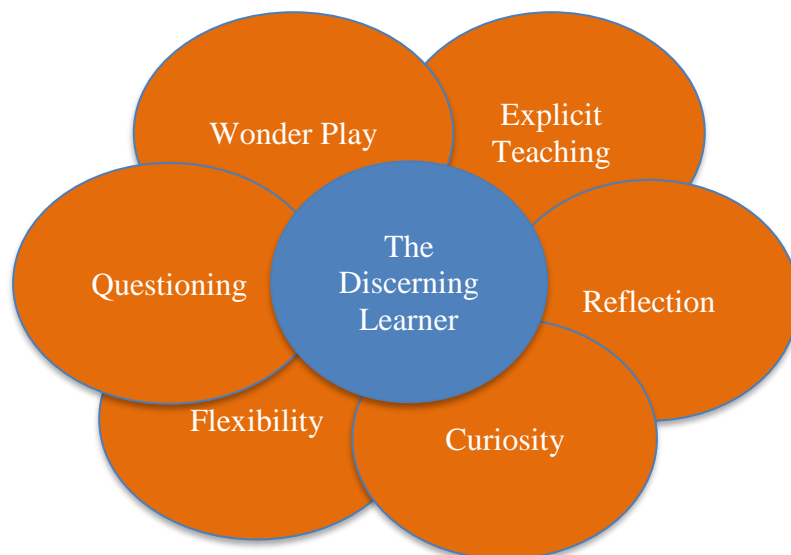 Wonder Play
Explicit
Teaching
Questioning
The
Discerning
Learner
Reflection
Flexibility
Curiosity